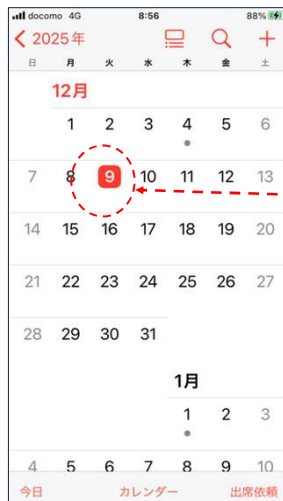 docomo 4G 8:56 88%
2025年
日 月 火 水 木 金 土
12月
1 2 3 4 5 6
7 8 9 10 11 12 13
14 15 16 17 18 19 20
21 22 23 24 25 26 27
28 29 30 31
1月
1 2 3
4 5 6 7 8 9 10
今日 カレンダー 出席依頼